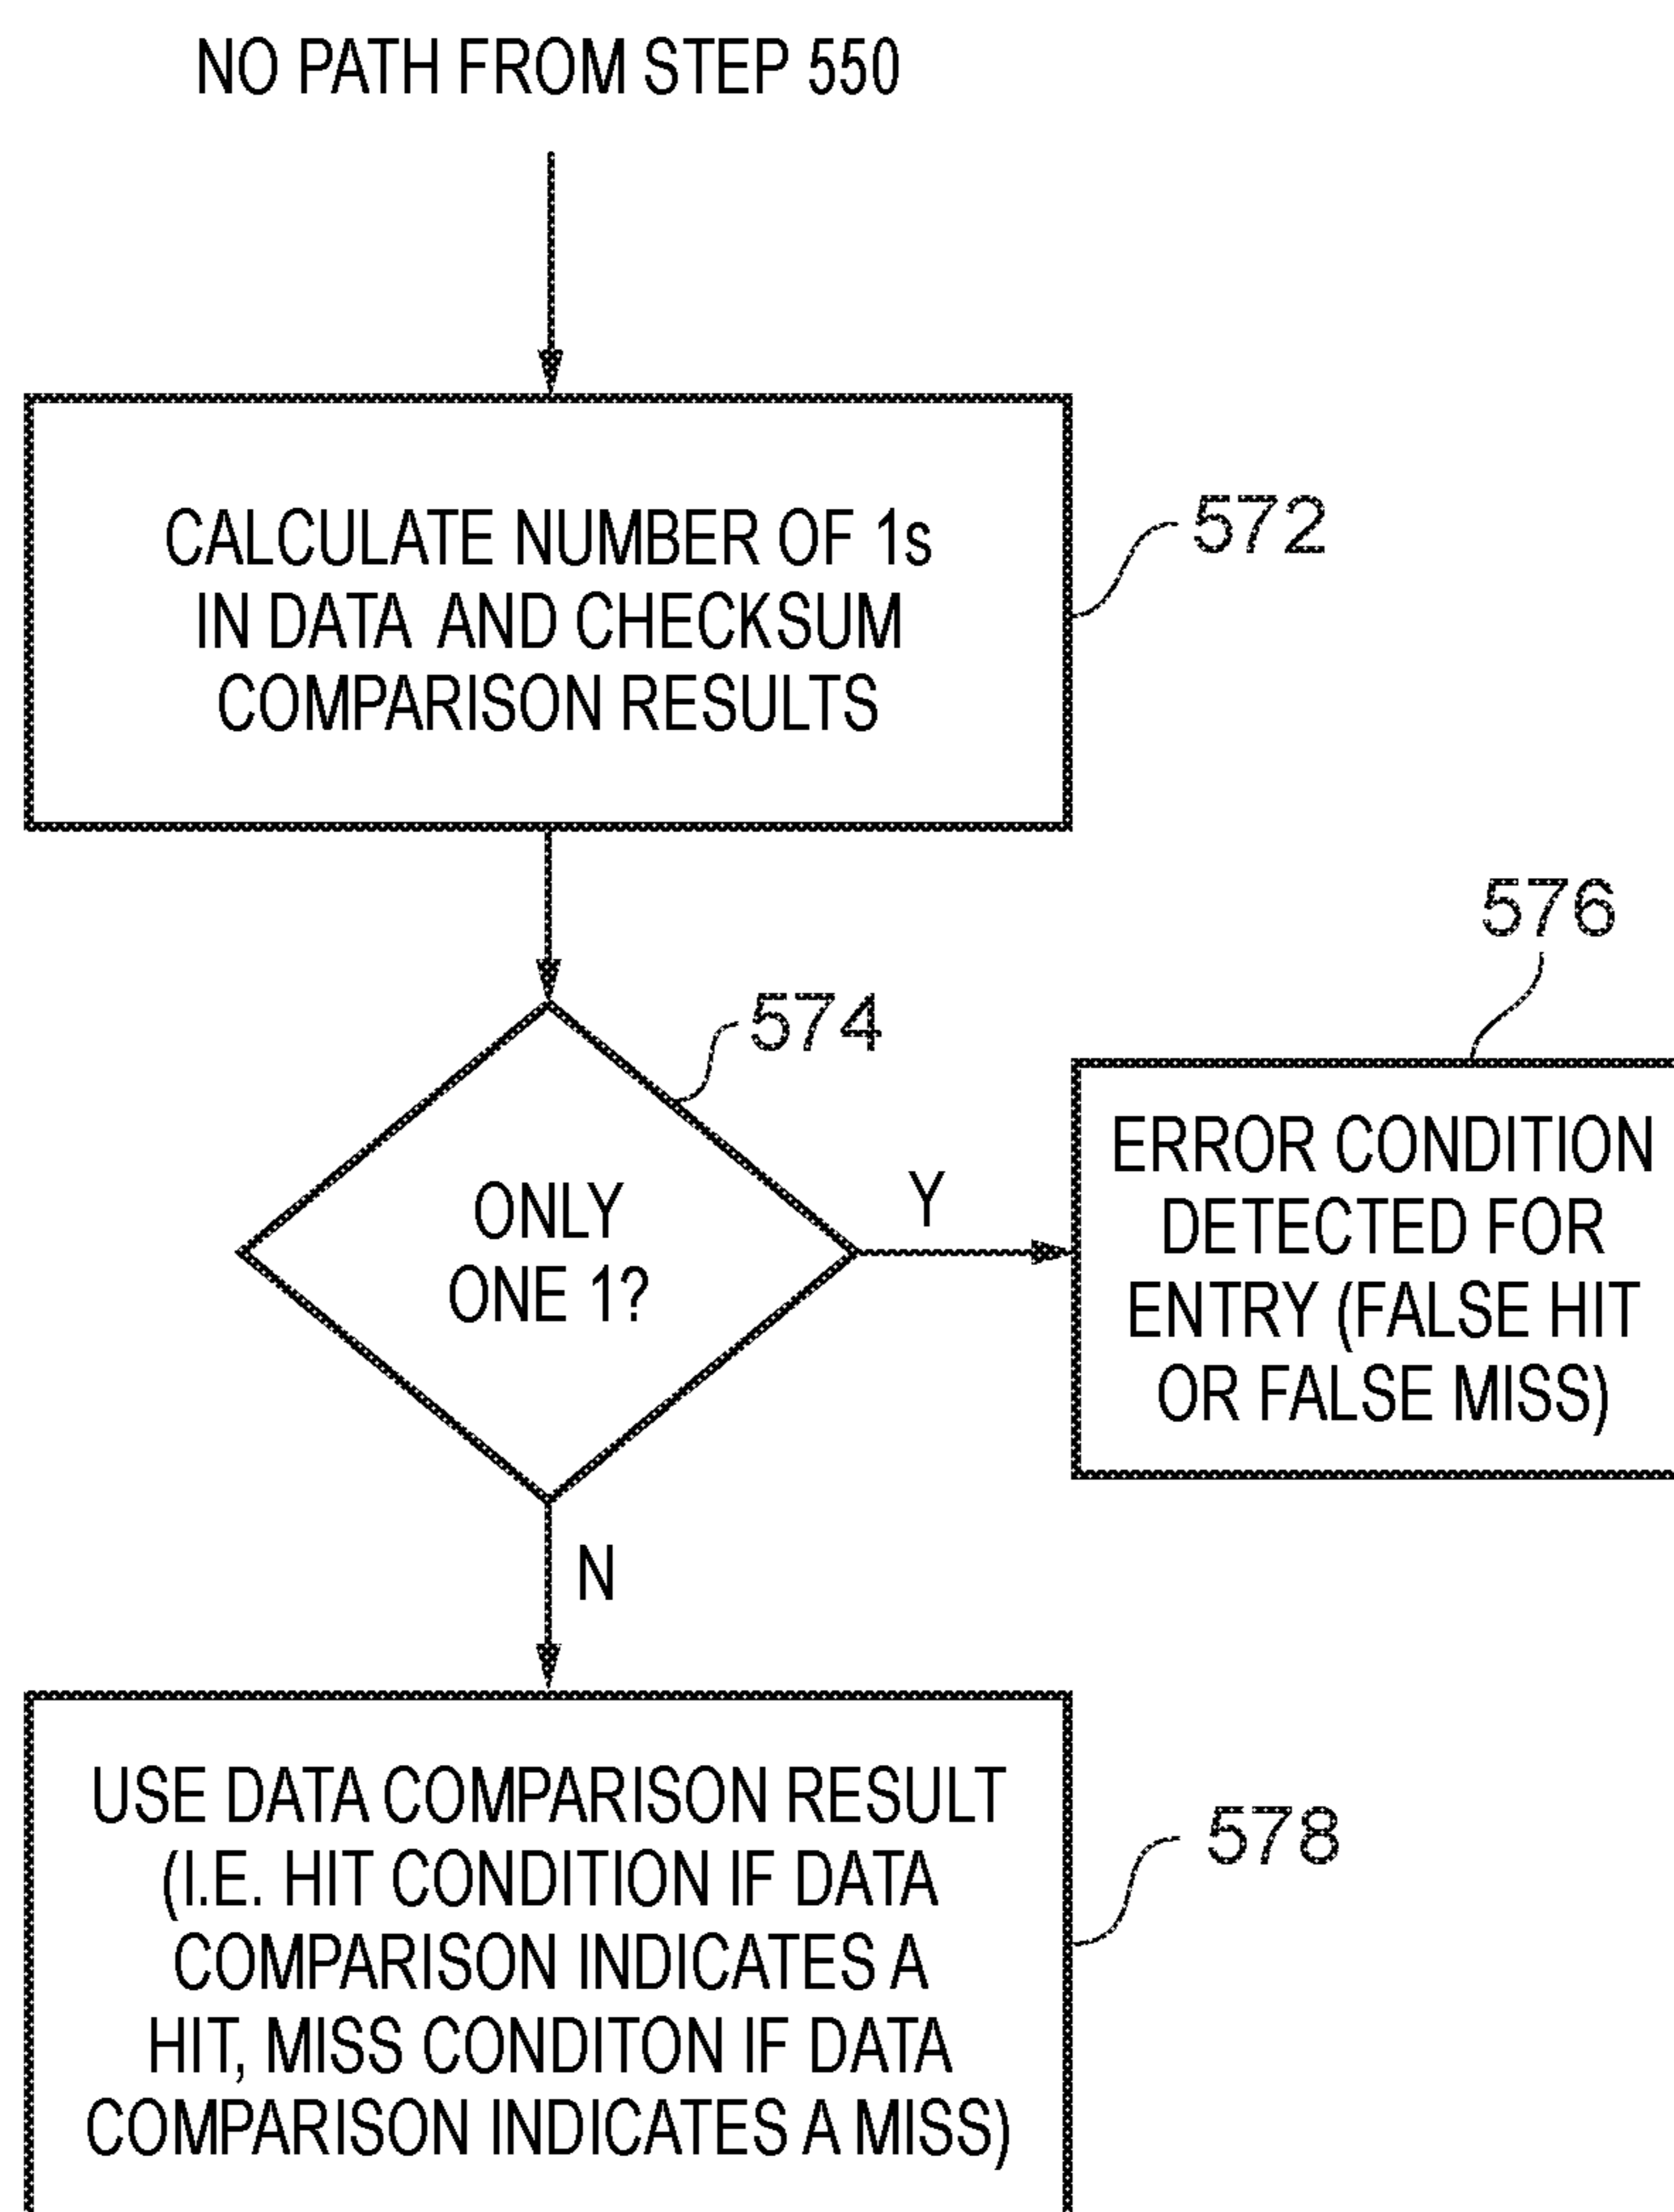 NO PATH FROM STEP 550
CALCULATE NUMBER OF 1s
IN DATA AND CHECKSUM
COMPARISON RESULTS
572
574
ONLY
ONE 1?
Y
N
576
ERROR CONDITION
DETECTED FOR
ENTRY (FALSE HIT
OR FALSE MISS)
USE DATA COMPARISON RESULT
(I.E. HIT CONDITION IF DATA
COMPARISON INDICATES A
HIT, MISS CONDITON IF DATA
COMPARISON INDICATES A MISS)
578